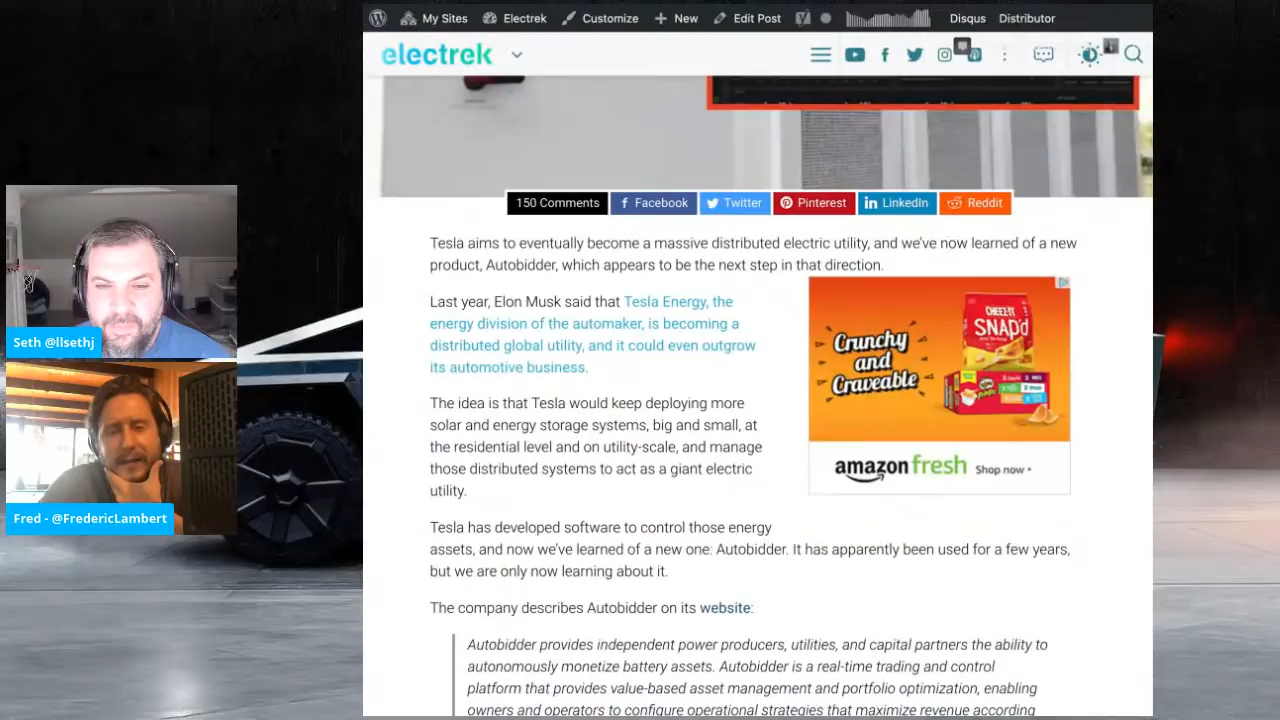 My Sites
Electrek
Customize
New
Edit Post
Disqus
Distributor
electrek
150 Comments
Facebook
Twitter
Pinterest
LinkedIn
Reddit
Tesla aims to eventually become a massive distributed electric utility, and we've now learned of a new
product, Autobidder, which appears to be the next step in that direction.
Last year, Elon Musk said that Tesla Energy, the
energy division of the automaker, is becoming a
distributed global utility, and it could even outgrow
its automotive business.
CHEEZ-IT
SNAP'd
Crunchy
and
Craveable
amazon fresh Shop now
The idea is that Tesla would keep deploying more
solar and energy storage systems, big and small, at
the residential level and on utility-scale, and manage
those distributed systems to act as a giant electric
utility.
Tesla has developed software to control those energy
assets, and now we've learned of a new one: Autobidder. It has apparently been used for a few years,
but we are only now learning about it.
The company describes Autobidder on its website:
Autobidder provides independent power producers, utilities, and capital partners the ability to
autonomously monetize battery assets. Autobidder is a real-time trading and control
platform that provides value-based asset management and portfolio optimization, enabling
owners and operators to configure operational strategies that maximize revenue according
Seth @llsethj
Fred - @FredericLambert